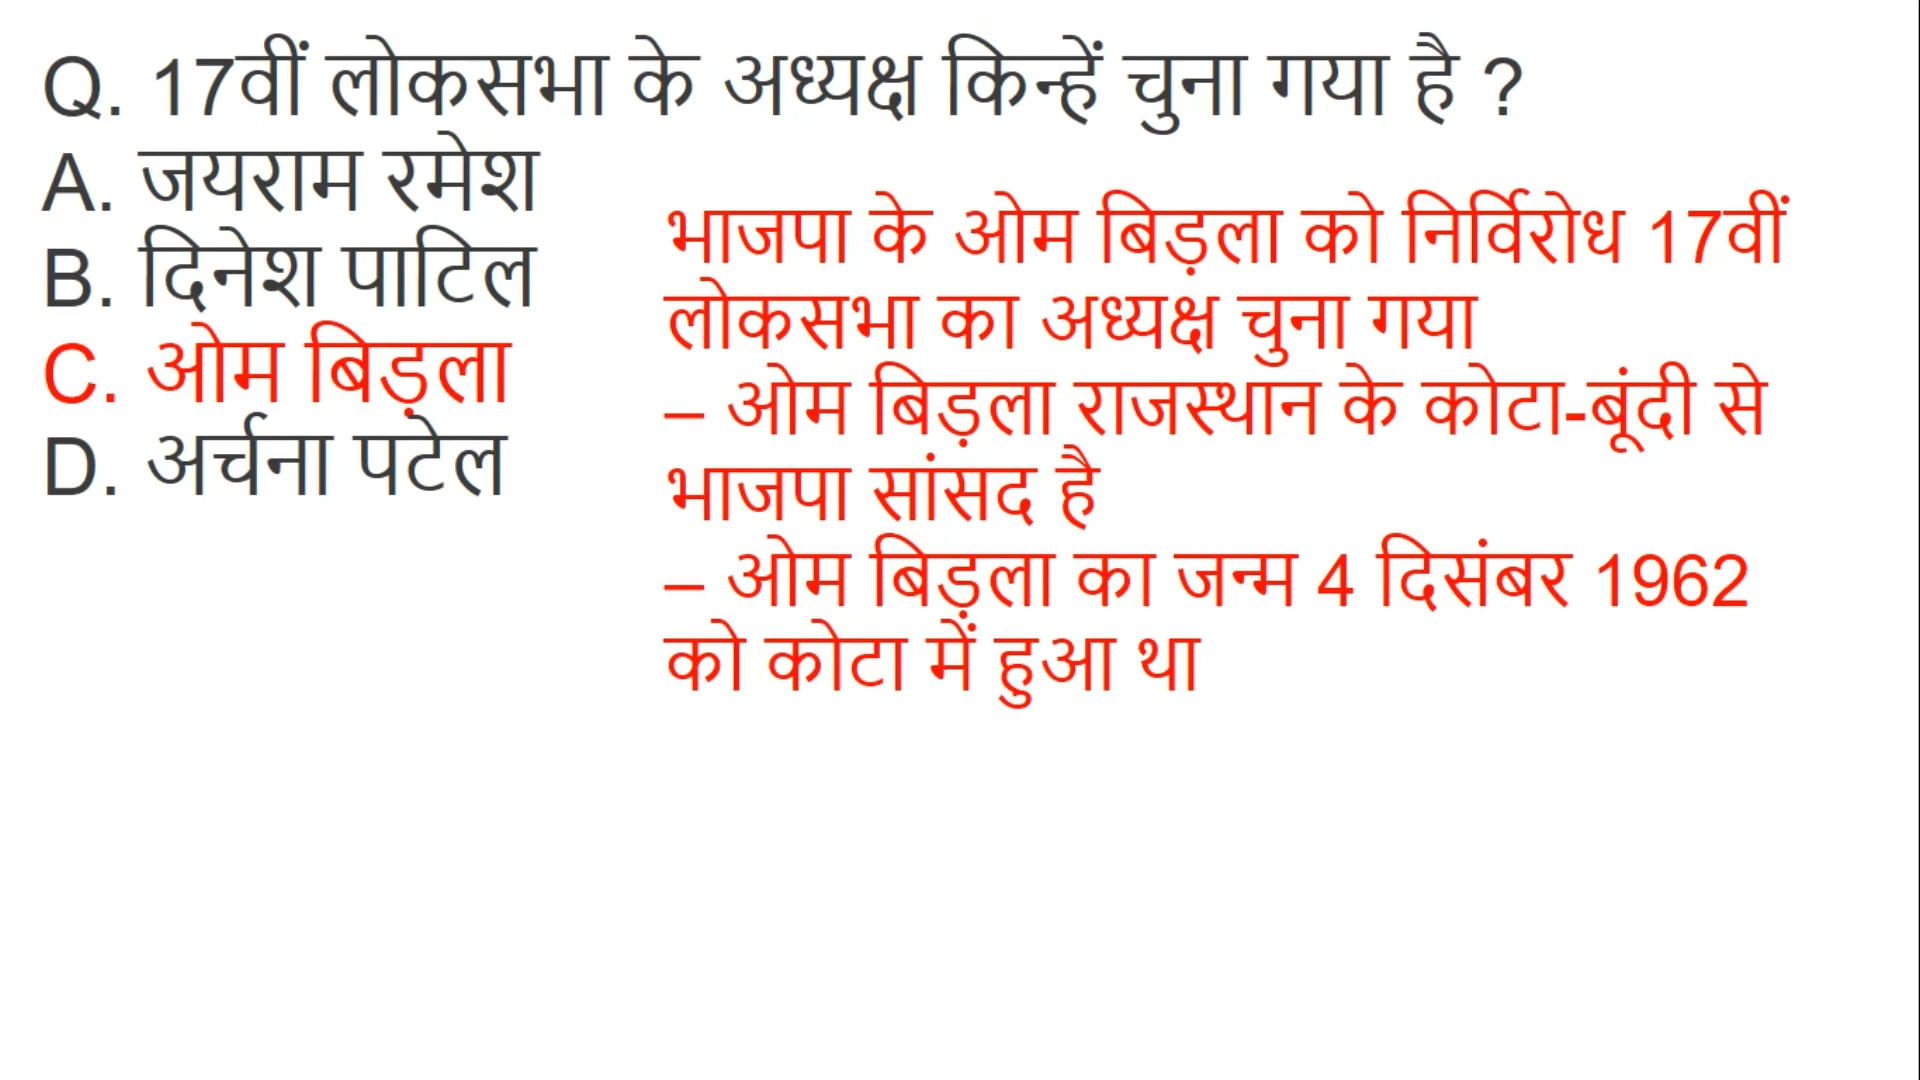 Q. 17वीं लोकसभा के अध्यक्ष किन्हें चुना गया है ?
A. जयराम रमेश
B. दिनेश पाटिल
C. ओम बिड़ला
D. अर्चना पटेल
भाजपा के ओम बिड़ला को निर्विरोध 17वीं
लोकसभा का अध्यक्ष चुना गया
– ओम बिड़ला राजस्थान के कोटा-बूंदी से
भाजपा सांसद है
– ओम बिड़ला का जन्म 4 दिसंबर 1962
को कोटा में हुआ था